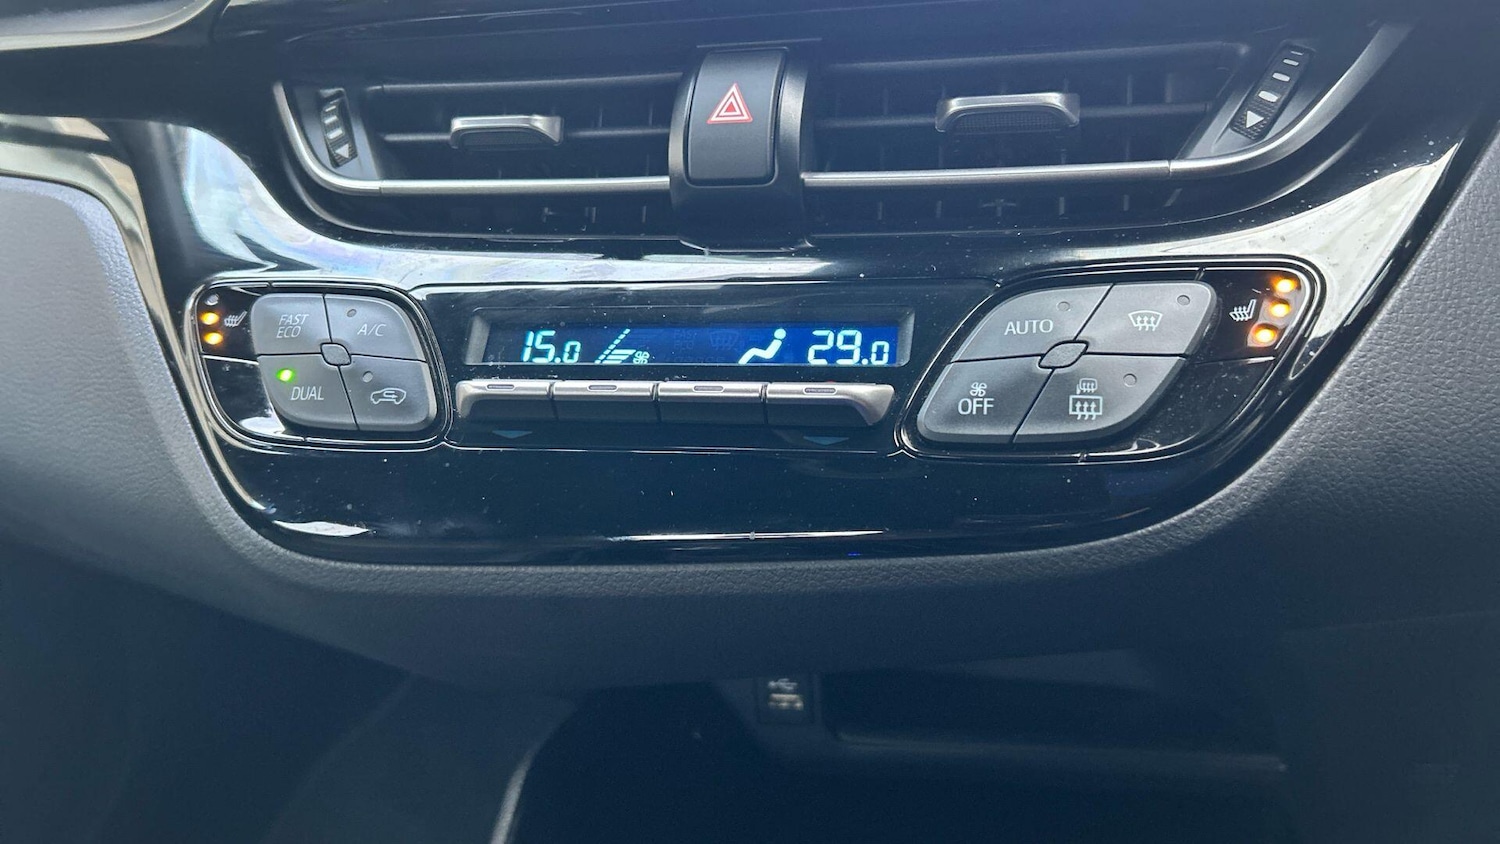 FAST
ECO
A/C
DUAL
15.0
29.0
AUTO
OFF